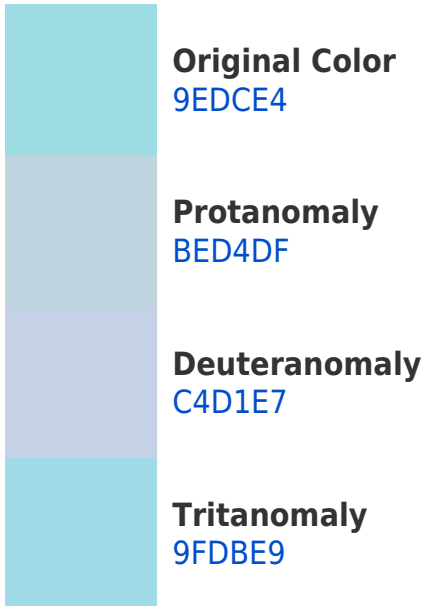 Original Color
9EDCE4
Protanomaly
BED4DF
Deuteranomaly
C4D1E7
Tritanomaly
9FDBE9